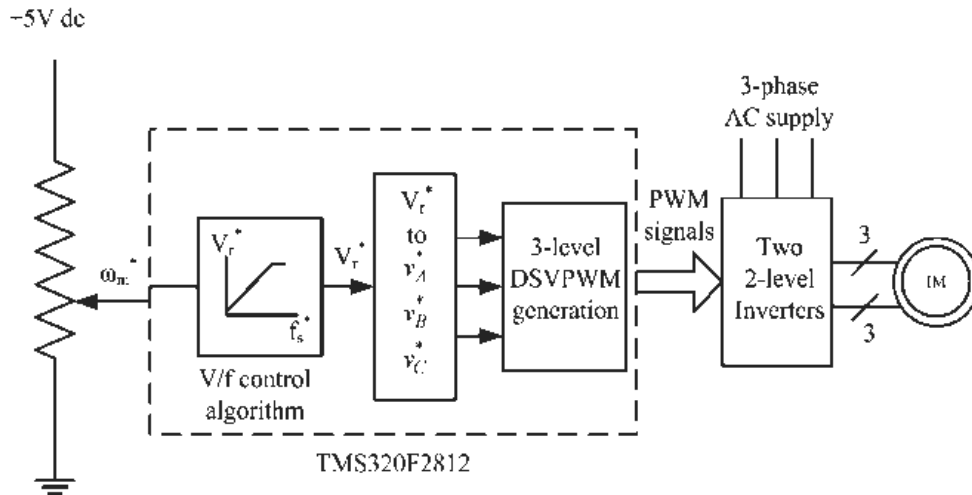 +5V dc
3-phase
AC supply
PWM
signals
V_r^*
f_s^*
V/f control
algorithm
ω_m^*
V_r^*
V_r^*
to
v_A^*
v_B^*
v_C^*
3-level
DSVPWM
generation
Two
2-level
Inverters
3
3
IM
TMS320F2812